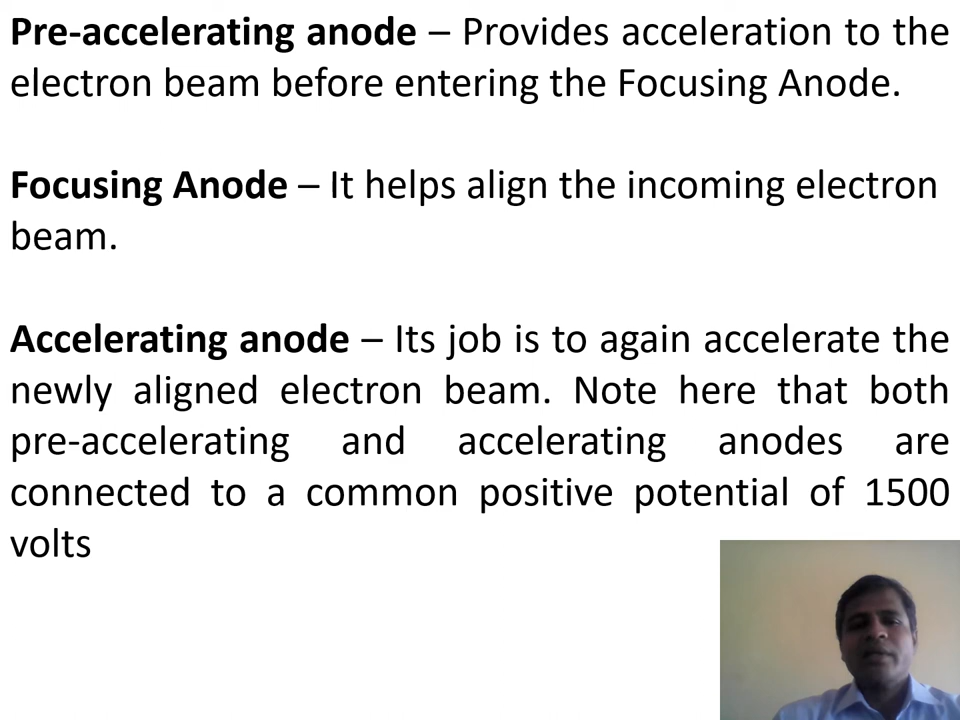 Pre-accelerating anode – Provides acceleration to the
electron beam before entering the Focusing Anode.
Focusing Anode – It helps align the incoming electron
beam.
Accelerating anode – Its job is to again accelerate the
newly aligned electron beam. Note here that both
pre-accelerating and accelerating anodes are
connected to a common positive potential of 1500
volts